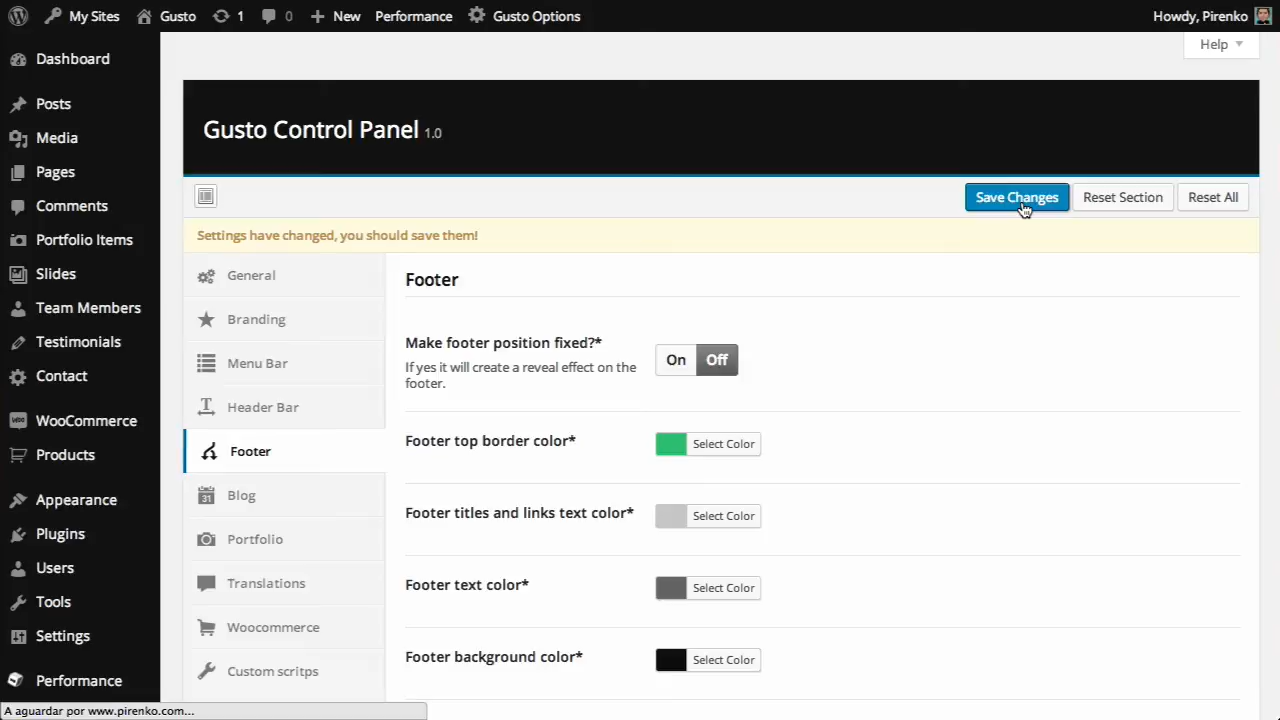 My Sites Gusto 1 0 New Performance Gusto Options Howdy, Pirenko
Help
Dashboard
Posts
Media
Pages
Comments
Portfolio Items
Slides
Team Members
Testimonials
Contact
WooCommerce
Products
Appearance
Plugins
Users
Tools
Settings
Performance
Gusto Control Panel 1.0
Save Changes Reset Section Reset All
Settings have changed, you should save them!
General
Branding
Menu Bar
Header Bar
Footer
Blog
Portfolio
Translations
Woocommerce
Custom scritps
Footer
Make footer position fixed?*
If yes it will create a reveal effect on the
footer.
On Off
Footer top border color*
Select Color
Footer titles and links text color*
Select Color
Footer text color*
Select Color
Footer background color*
Select Color
A aguardar por www.pirenko.com...